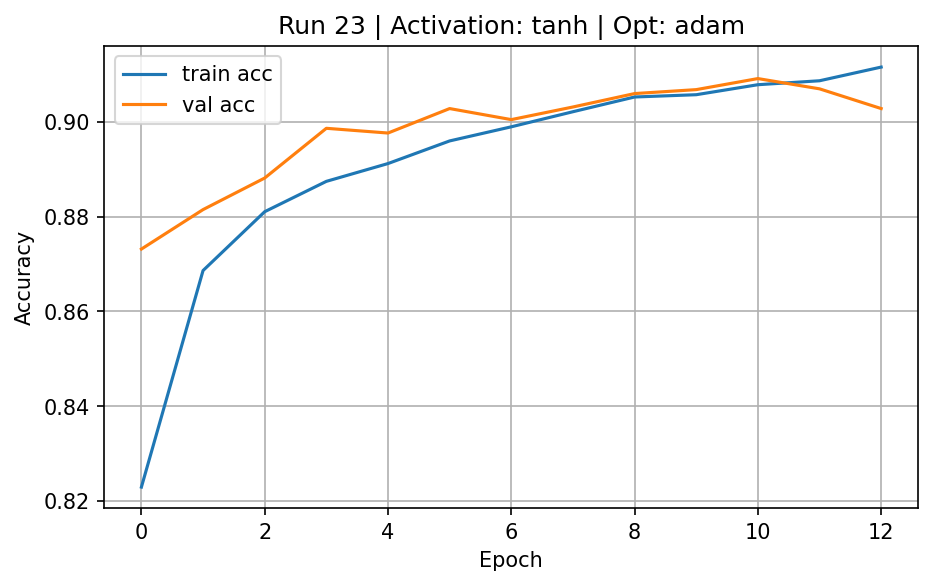 Run 23 | Activation: tanh | Opt: adam
train acc
val acc
0.90
0.88
0.86
0.84
0.82
Accuracy
0 2 4 6 8 10 12
Epoch